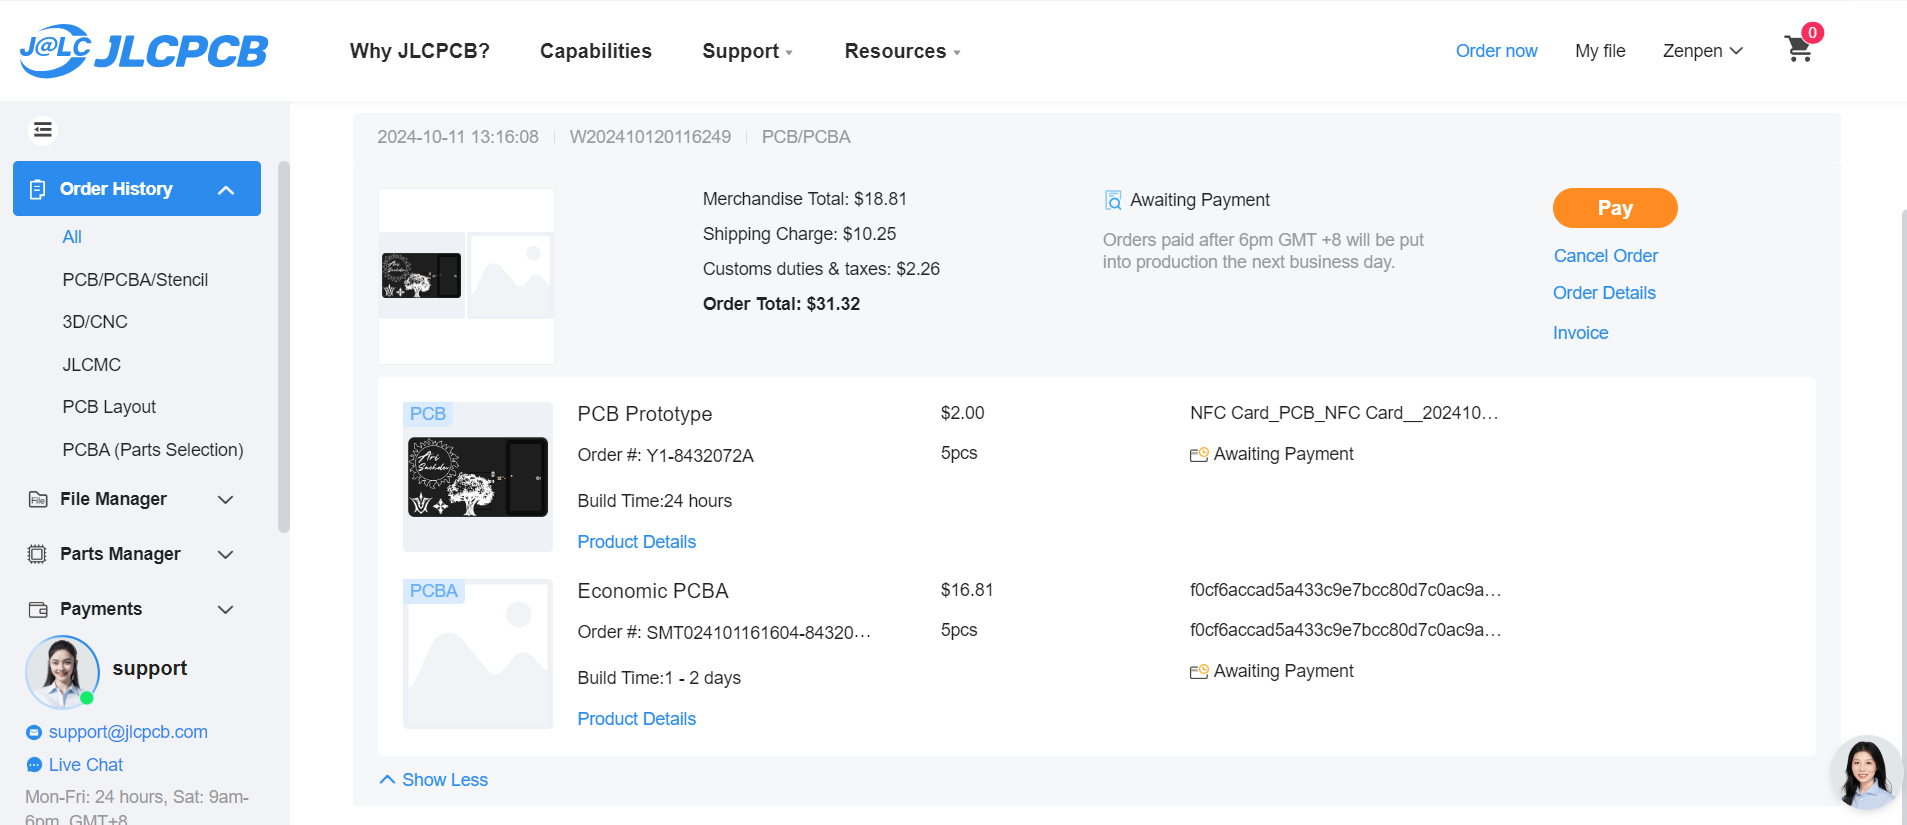 J@LC JLCPCB
Why JLCPCB?
Capabilities
Support
Resources
Order now
My file
Zenpen
0
Order History
All
PCB/PCBA/Stencil
3D/CNC
JLCMC
PCB Layout
PCBA (Parts Selection)
File
File Manager
Parts Manager
Payments
support
support@jlcpcb.com
Live Chat
Mon-Fri: 24 hours, Sat: 9am-
6pm, GMT+8
2024-10-11 13:16:08
W202410120116249
PCB/PCBA
Merchandise Total: $18.81
Shipping Charge: $10.25
Customs duties & taxes: $2.26
Order Total: $31.32
Awaiting Payment
Orders paid after 6pm GMT +8 will be put
into production the next business day.
Pay
Cancel Order
Order Details
Invoice
PCB
Ari
Sachdev
PCB Prototype
Order #: Y1-8432072A
Build Time:24 hours
Product Details
$2.00
5pcs
NFC Card_PCB_NFC Card__202410...
Awaiting Payment
PCBA
Economic PCBA
Order #: SMT024101161604-84320...
Build Time:1 - 2 days
Product Details
$16.81
5pcs
f0cf6accad5a433c9e7bcc80d7c0ac9a...
f0cf6accad5a433c9e7bcc80d7c0ac9a...
Awaiting Payment
Show Less